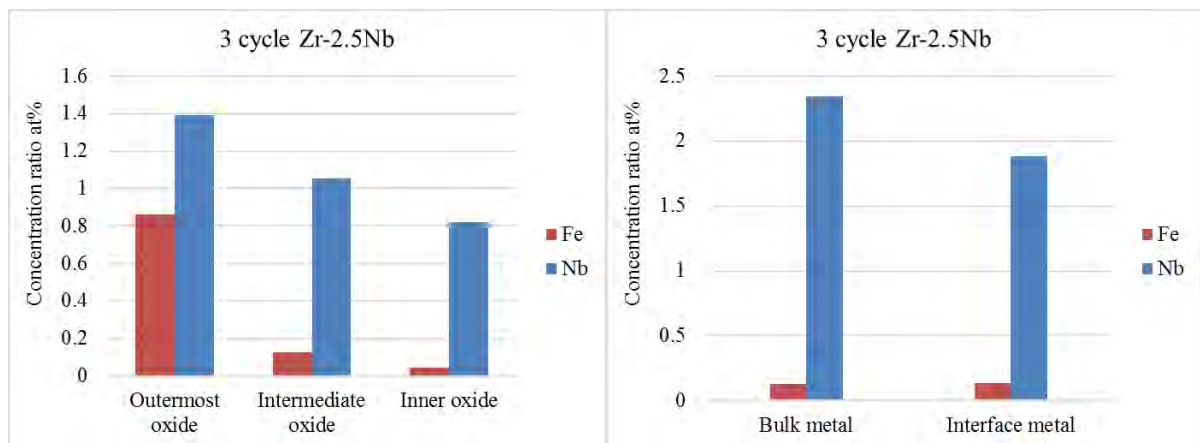 3 cycle Zr-2.5Nb
Concentration ratio at%
1.6
1.4
1.2
1
0.8
0.6
0.4
0.2
0
Outermost oxide
Intermediate oxide
Inner oxide
Fe
Nb
3 cycle Zr-2.5Nb
Concentration ratio at%
2.5
2
1.5
1
0.5
0
Bulk metal
Interface metal
Fe
Nb